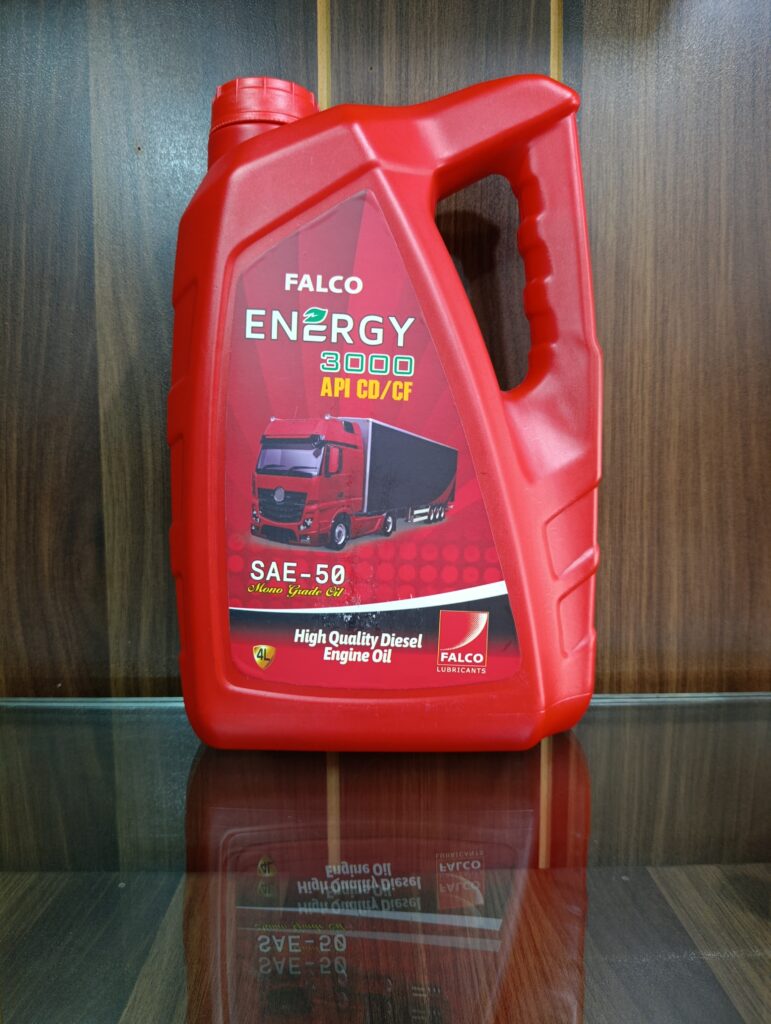 FALCO
ENERGY
3000
API CD/CF
SAE-50
Mono Grade Oil
High Quality Diesel
Engine Oil
4L
FALCO
LUBRICANTS